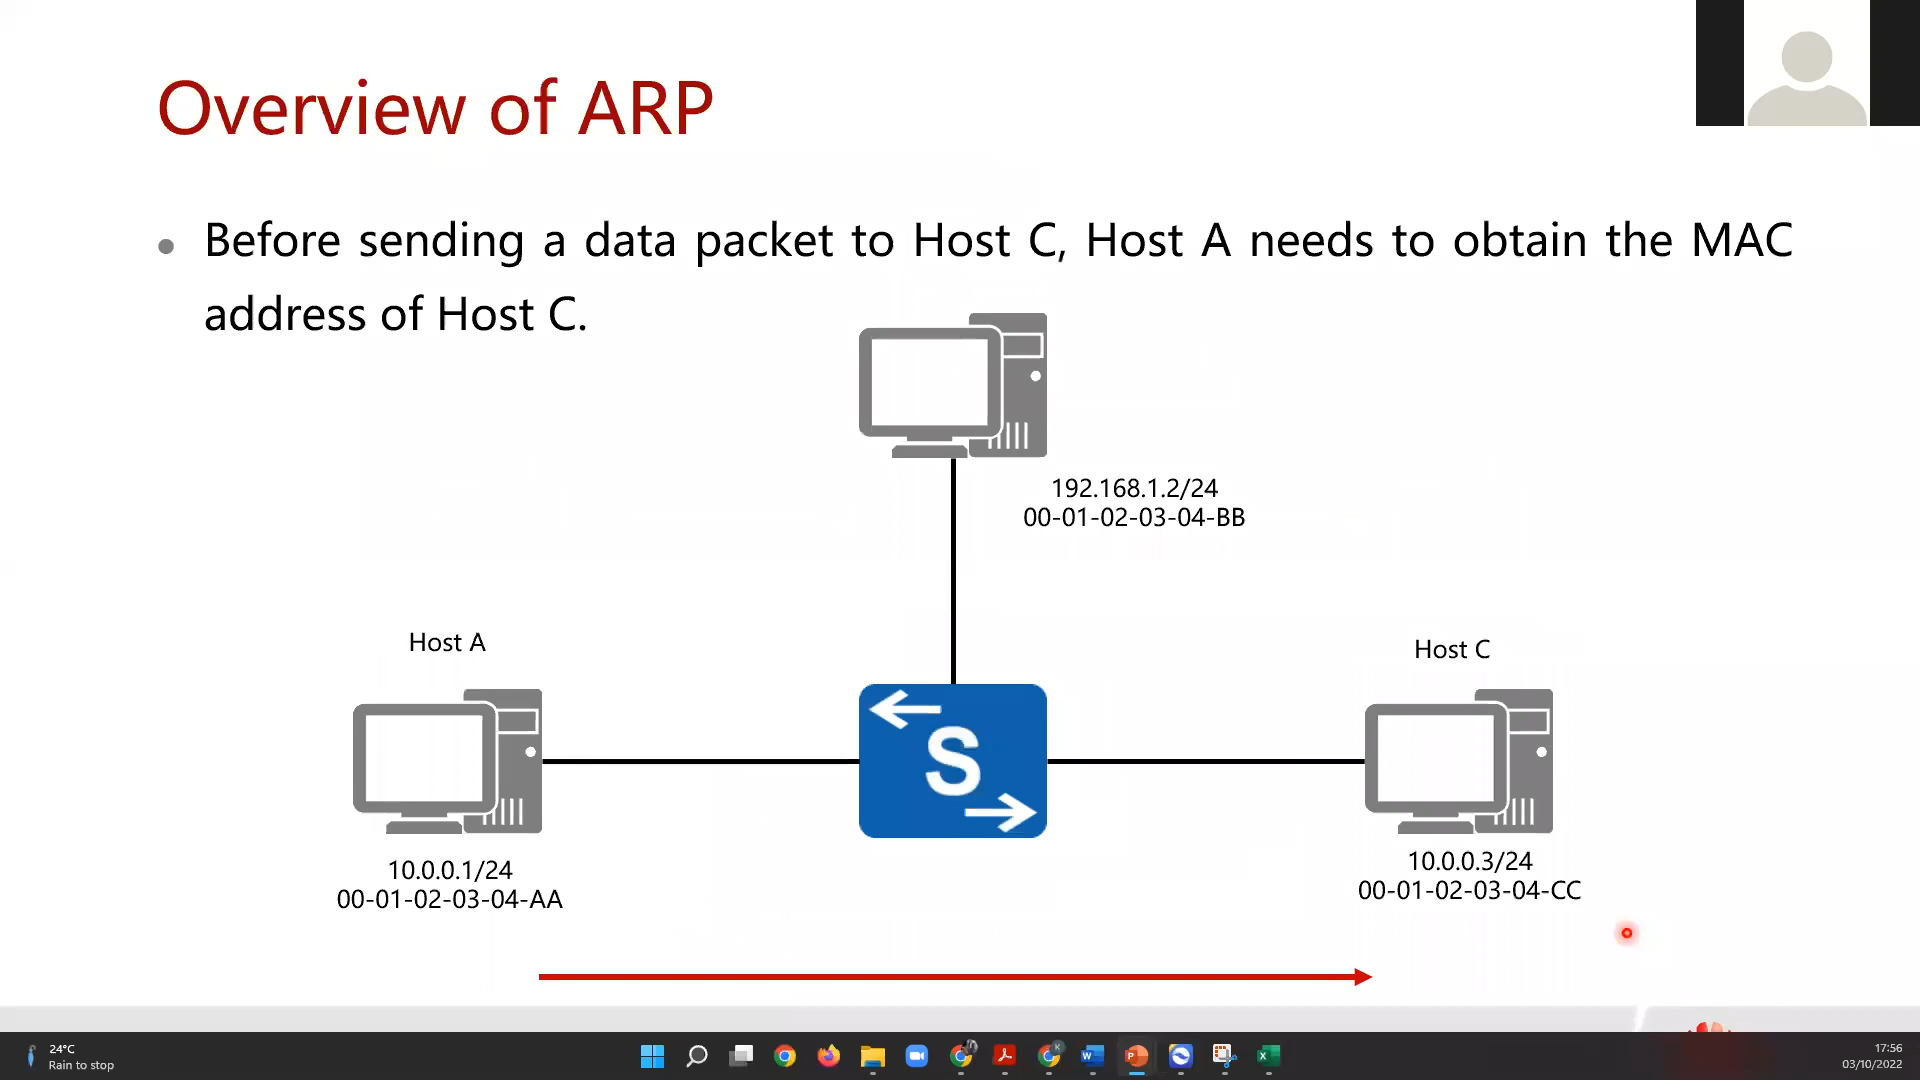 Overview of ARP
● Before sending a data packet to Host C, Host A needs to obtain the MAC
address of Host C.
192.168.1.2/24
00-01-02-03-04-BB
Host A
Host C
S
10.0.0.1/24
00-01-02-03-04-AA
10.0.0.3/24
00-01-02-03-04-CC
24°C
Rain to stop
17:56
03/10/2022